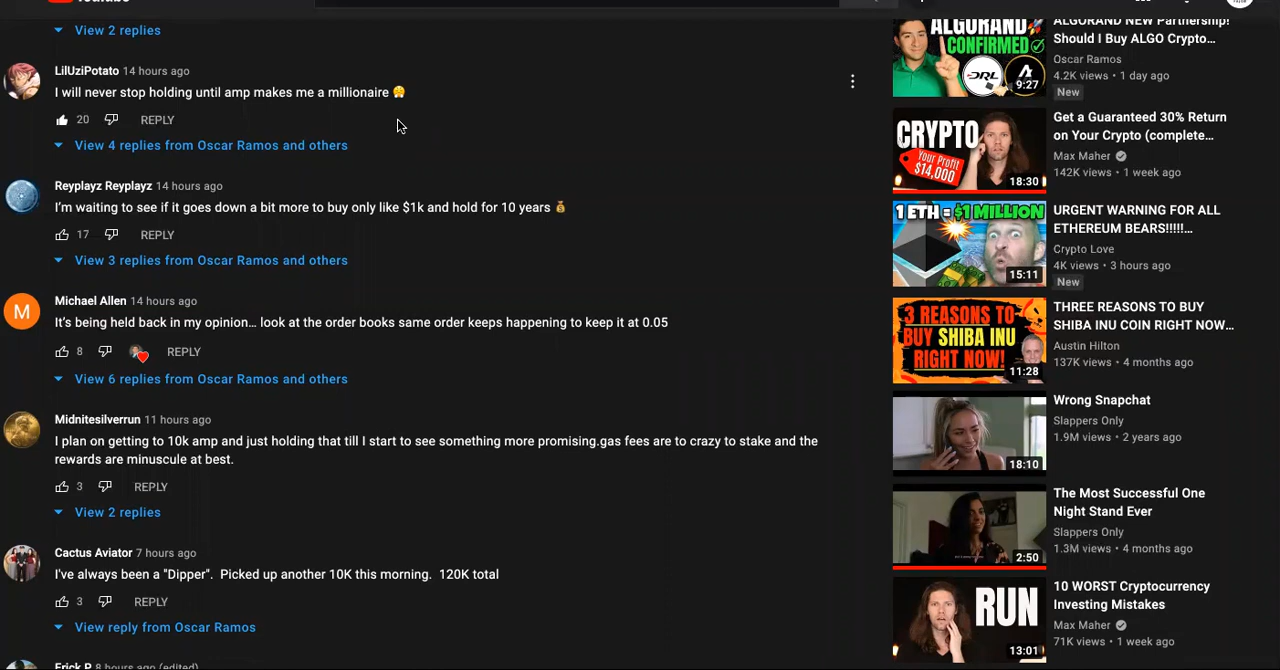 View 2 replies
LilUziPotato 14 hours ago
I will never stop holding until amp makes me a millionaire 😤
20 REPLY
View 4 replies from Oscar Ramos and others
Reyplayz Reyplayz 14 hours ago
I'm waiting to see if it goes down a bit more to buy only like $1k and hold for 10 years 💰
17 REPLY
View 3 replies from Oscar Ramos and others
M
Michael Allen 14 hours ago
It's being held back in my opinion… look at the order books same order keeps happening to keep it at 0.05
8 REPLY
View 6 replies from Oscar Ramos and others
Midnitesilverrun 11 hours ago
I plan on getting to 10k amp and just holding that till I start to see something more promising.gas fees are to crazy to stake and the
rewards are minuscule at best.
3 REPLY
View 2 replies
Cactus Aviator 7 hours ago
I've always been a "Dipper". Picked up another 10K this morning. 120K total
3 REPLY
View reply from Oscar Ramos
Erick P 8 hours ago (edited)
ALGORAND
CONFIRMED
DRL
9:27
ALGORAND NEW Partnership!
Should I Buy ALGO Crypto…
Oscar Ramos
4.2K views • 1 day ago
New
CRYPTO
Your Profit
$14,000
18:30
Get a Guaranteed 30% Return
on Your Crypto (complete…
Max Maher
142K views • 1 week ago
1 ETH = $1 MILLION
15:11
URGENT WARNING FOR ALL
ETHEREUM BEARS!!!!!…
Crypto Love
4K views • 3 hours ago
New
3 REASONS TO
BUY SHIBA INU
RIGHT NOW!
11:28
THREE REASONS TO BUY
SHIBA INU COIN RIGHT NOW…
Austin Hilton
137K views • 4 months ago
18:10
Wrong Snapchat
Slappers Only
1.9M views • 2 years ago
2:50
The Most Successful One
Night Stand Ever
Slappers Only
1.3M views • 4 months ago
RUN
13:01
10 WORST Cryptocurrency
Investing Mistakes
Max Maher
71K views • 1 week ago